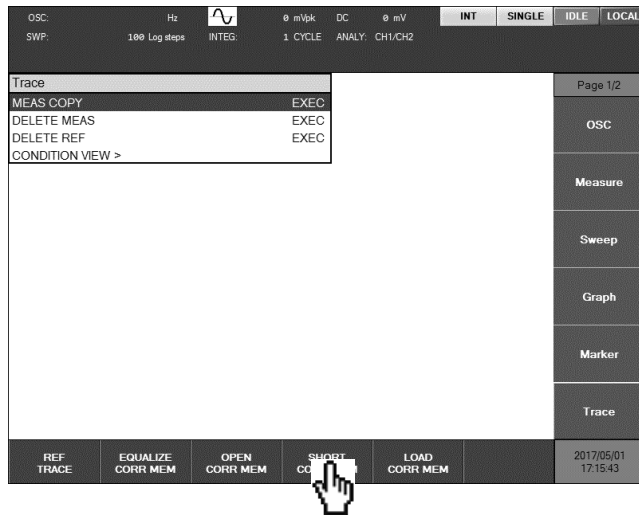 OSC: Hz 0 mVpk DC 0 mV INT SINGLE IDLE LOCAL
SWP: 100 Log steps INTEG: 1 CYCLE ANALY: CH1/CH2
Trace
MEAS COPY EXEC
DELETE MEAS EXEC
DELETE REF EXEC
CONDITION VIEW >
Page 1/2
OSC
Measure
Sweep
Graph
Marker
Trace
REF TRACE
EQUALIZE CORR MEM
OPEN CORR MEM
SHORT
LOAD CORR MEM
2017/05/01
17:15:43